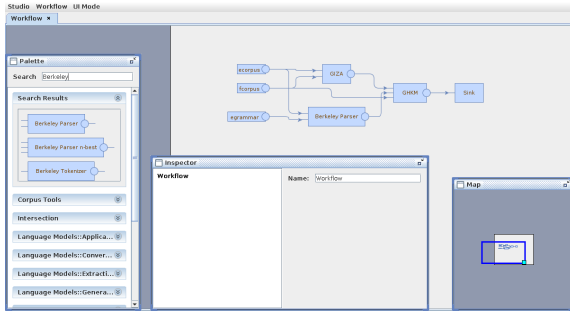 Studio Workflow UI Mode
Workflow ×
Palette
Search Berkeley
Search Results
Berkeley Parser
Berkeley Parser n-best
Berkeley Tokenizer
Corpus Tools
Intersection
Language Models::Applica...
Language Models::Conver...
Language Models::Extracti...
Language Models::Genera...
ecorpus
fcorpus
xgrammar
GIZA
Berkeley Parser
GHKM
Sink
Inspector
Workflow
Name: Workflow
Map